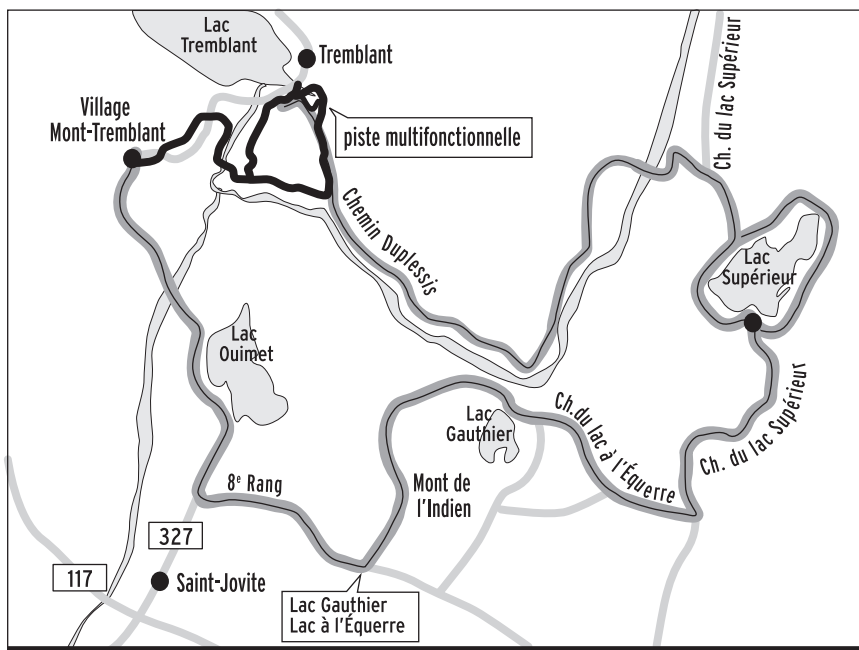 Lac
Tremblant
Tremblant
Village
Mont-Tremblant
piste multifonctionnelle
Ch. du lac Supérieur
Chemin Duplessis
Lac
Supérieur
Lac
Ouimet
Lac
Gauthier
Ch. du lac à l'Équerre
Ch. du lac Supérieur
8e Rang
Mont de
l'Indien
327
117
Saint-Jovite
Lac Gauthier
Lac à l'Équerre